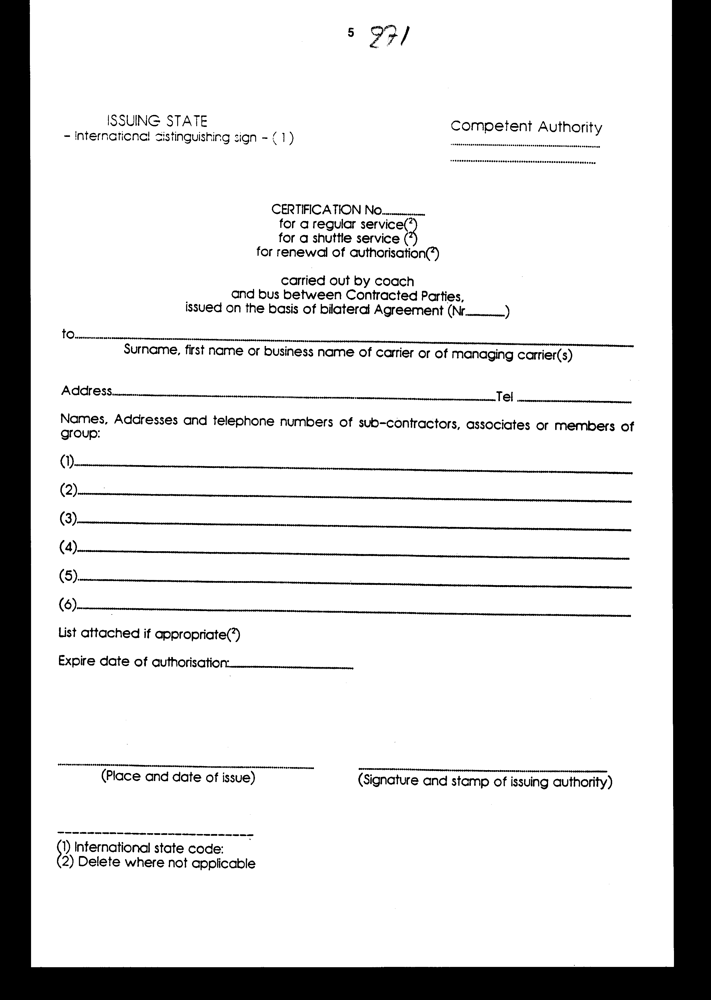 5 271
ISSUING STATE
– International distinguishing sign – ( 1 )
Competent Authority
CERTIFICATION No
for a regular service(²)
for a shuttle service (²)
for renewal of authorisation(²)
carried out by coach
and bus between Contracted Parties,
issued on the basis of bilateral Agreement (Nr..............)
to
Surname, first name or business name of carrier or of managing carrier(s)
Address Tel
Names, Addresses and telephone numbers of sub-contractors, associates or members of
group:
(1)
(2)
(3)
(4)
(5)
(6)
List attached if appropriate(²)
Expire date of authorisation:
(Place and date of issue)
(Signature and stamp of issuing authority)
(1) International state code:
(2) Delete where not applicable